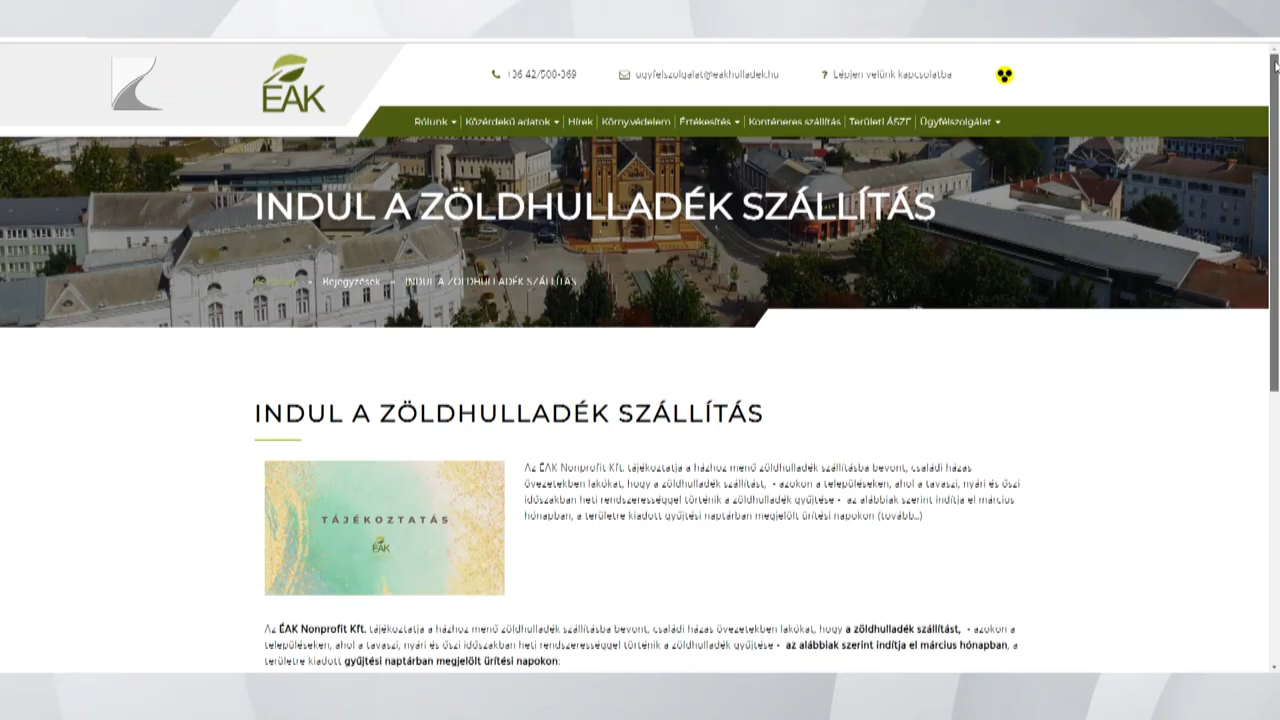 ÉAK
+36 42/500-369
ugyfelszolgalat@eakhulladek.hu
? Lépjen velünk kapcsolatba
Rólunk
Közérdekű adatok
Hírek
Környvédelem
Értékesítés
Konténeres szállítás
Területi ÁSZF
Ügyfélszolgálat
INDUL A ZÖLDHULLADÉK SZÁLLÍTÁS
Bejegyzések
INDUL A ZÖLDHULLADÉK SZÁLLÍTÁS
INDUL A ZÖLDHULLADÉK SZÁLLÍTÁS
TÁJÉKOZTATÁS
ÉAK
Az ÉAK Nonprofit Kft. tájékoztatja a házhoz menő zöldhulladék szállításba bevont, családi házas
övezetekben lakókat, hogy a zöldhulladék szállítást, - azokon a településeken, ahol a tavaszi, nyári és őszi
időszakban heti rendszerességgel történik a zöldhulladék gyűjtése - az alábbiak szerint indítja el március
hónapban, a területre kiadott gyűjtési naptárban megjelölt ürítési napokon (tovább...)
Az ÉAK Nonprofit Kft. tájékoztatja a házhoz menő zöldhulladék szállításba bevont, családi házas övezetekben lakókat, hogy a zöldhulladék szállítást, - azokon a
településeken, ahol a tavaszi, nyári és őszi időszakban heti rendszerességgel történik a zöldhulladék gyűjtése - az alábbiak szerint indítja el március hónapban, a
területre kiadott gyűjtési naptárban megjelölt ürítési napokon: